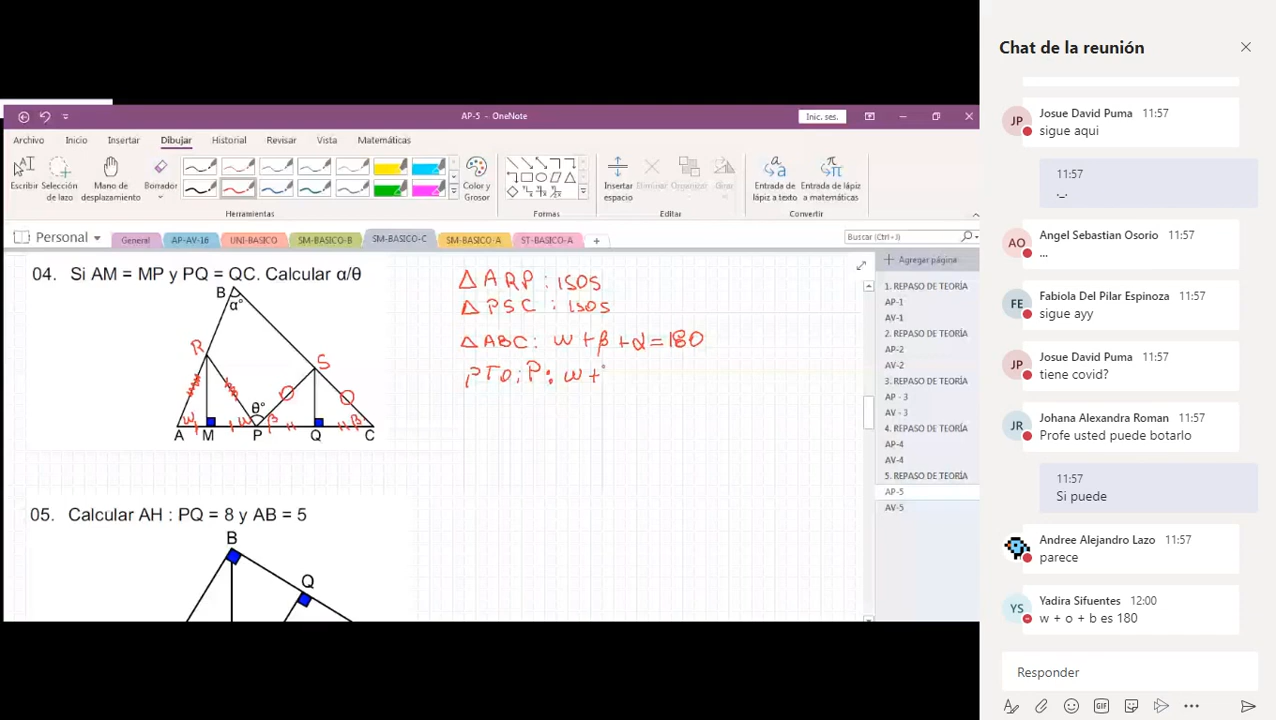 AP-5 - OneNote
Inic. ses.
Archivo Inicio Insertar Dibujar Historial Revisar Vista Matemáticas
Escribir
Selección de lazo
Mano de desplazamiento
Borrador
Color y Grosor
Insertar espacio
Eliminar
Organizar
Girar
Entrada de lápiz a texto
Entrada de lápiz a matemáticas
Herramientas Formas Editar Convertir
Personal
General AP-AV-16 UNI-BASICO SM-BASICO-B SM-BASICO-C SM-BASICO-A ST-BASICO-A +
Buscar (Ctrl+J)
Agregar página
1. REPASO DE TEORÍA
AP-1
AV-1
2. REPASO DE TEORÍA
AP-2
AV-2
3. REPASO DE TEORÍA
AP - 3
AV - 3
4. REPASO DE TEORÍA
AP-4
AV-4
5. REPASO DE TEORÍA
AP-5
AV-5
04. Si AM = MP y PQ = QC. Calcular α/θ
B
α°
R
S
θ°
w w β β
A M P Q C
△ARP: ISOS
△PSC: ISOS
△ABC: w+β+α=180
PTO; P: w+
05. Calcular AH : PQ = 8 y AB = 5
B
Q
Chat de la reunión
Josue David Puma 11:57
sigue aqui
11:57
._.
Angel Sebastian Osorio 11:57
...
Fabiola Del Pilar Espinoza 11:57
sigue ayy
Josue David Puma 11:57
tiene covid?
Johana Alexandra Roman 11:57
Profe usted puede botarlo
11:57
Si puede
Andree Alejandro Lazo 11:57
parece
Yadira Sifuentes 12:00
w + o + b es 180
Responder
JP
AO
FE
JP
JR
YS